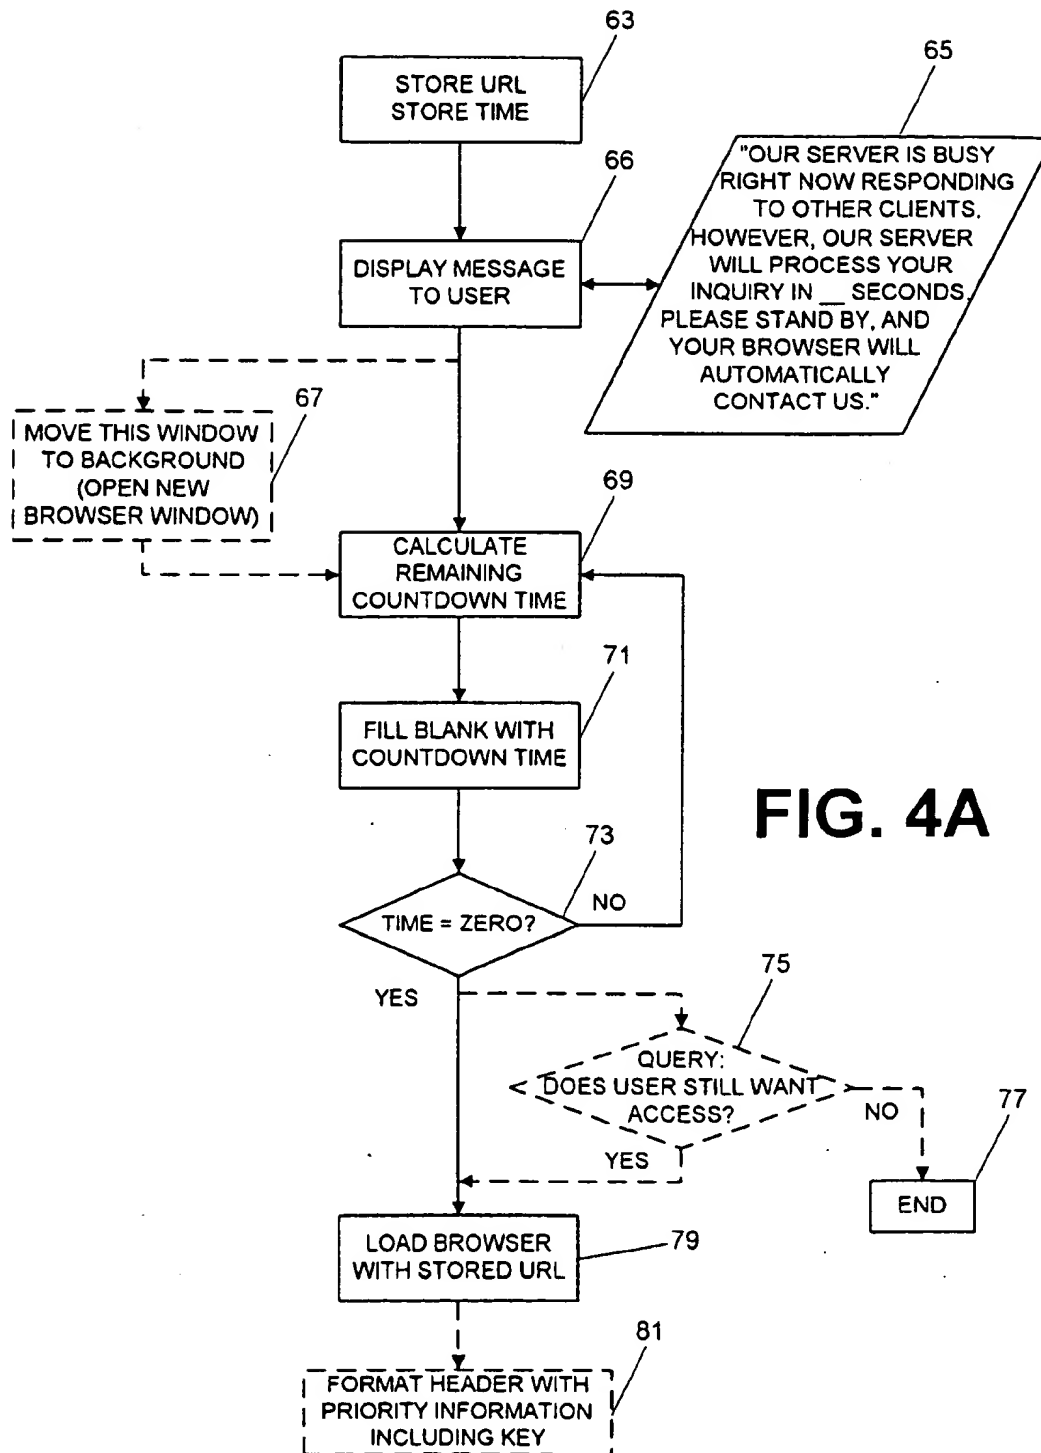 63
STORE URL
STORE TIME
65
"OUR SERVER IS BUSY
RIGHT NOW RESPONDING
TO OTHER CLIENTS.
HOWEVER, OUR SERVER
WILL PROCESS YOUR
INQUIRY IN __ SECONDS.
PLEASE STAND BY, AND
YOUR BROWSER WILL
AUTOMATICALLY
CONTACT US."
66
DISPLAY MESSAGE
TO USER
67
MOVE THIS WINDOW
TO BACKGROUND
(OPEN NEW
BROWSER WINDOW)
69
CALCULATE
REMAINING
COUNTDOWN TIME
71
FILL BLANK WITH
COUNTDOWN TIME
FIG. 4A
73
TIME = ZERO?
NO
YES
75
QUERY:
DOES USER STILL WANT
ACCESS?
NO
YES
77
END
LOAD BROWSER
WITH STORED URL
79
81
FORMAT HEADER WITH
PRIORITY INFORMATION
INCLUDING KEY